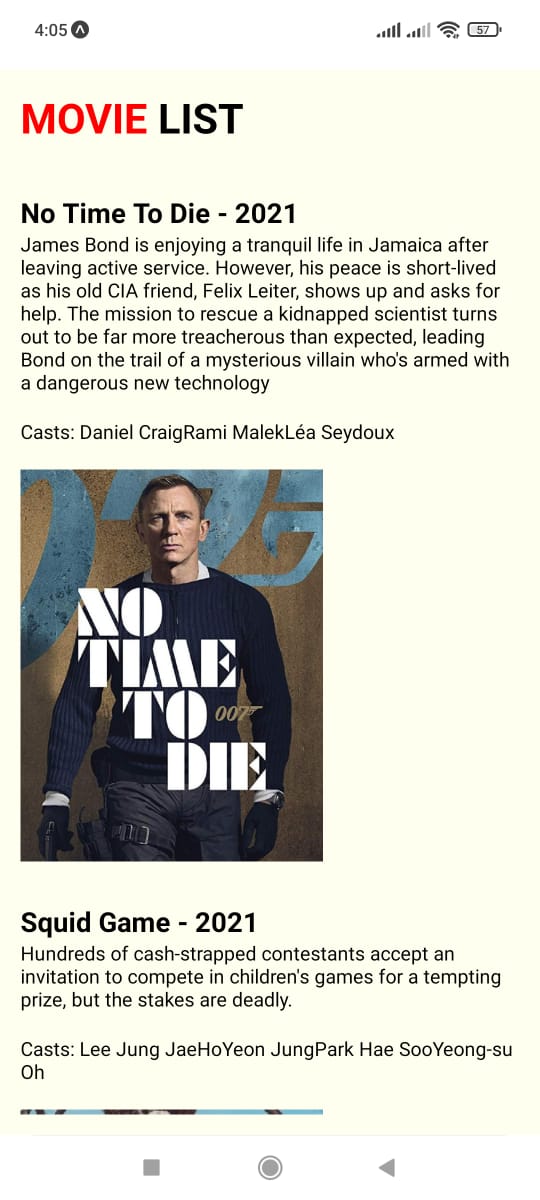 4:05
57
MOVIE LIST
No Time To Die - 2021
James Bond is enjoying a tranquil life in Jamaica after
leaving active service. However, his peace is short-lived
as his old CIA friend, Felix Leiter, shows up and asks for
help. The mission to rescue a kidnapped scientist turns
out to be far more treacherous than expected, leading
Bond on the trail of a mysterious villain who's armed with
a dangerous new technology
Casts: Daniel CraigRami MalekLéa Seydoux
NO
TIME
TO
007
DIE
Squid Game - 2021
Hundreds of cash-strapped contestants accept an
invitation to compete in children's games for a tempting
prize, but the stakes are deadly.
Casts: Lee Jung JaeHoYeon JungPark Hae SooYeong-su
Oh